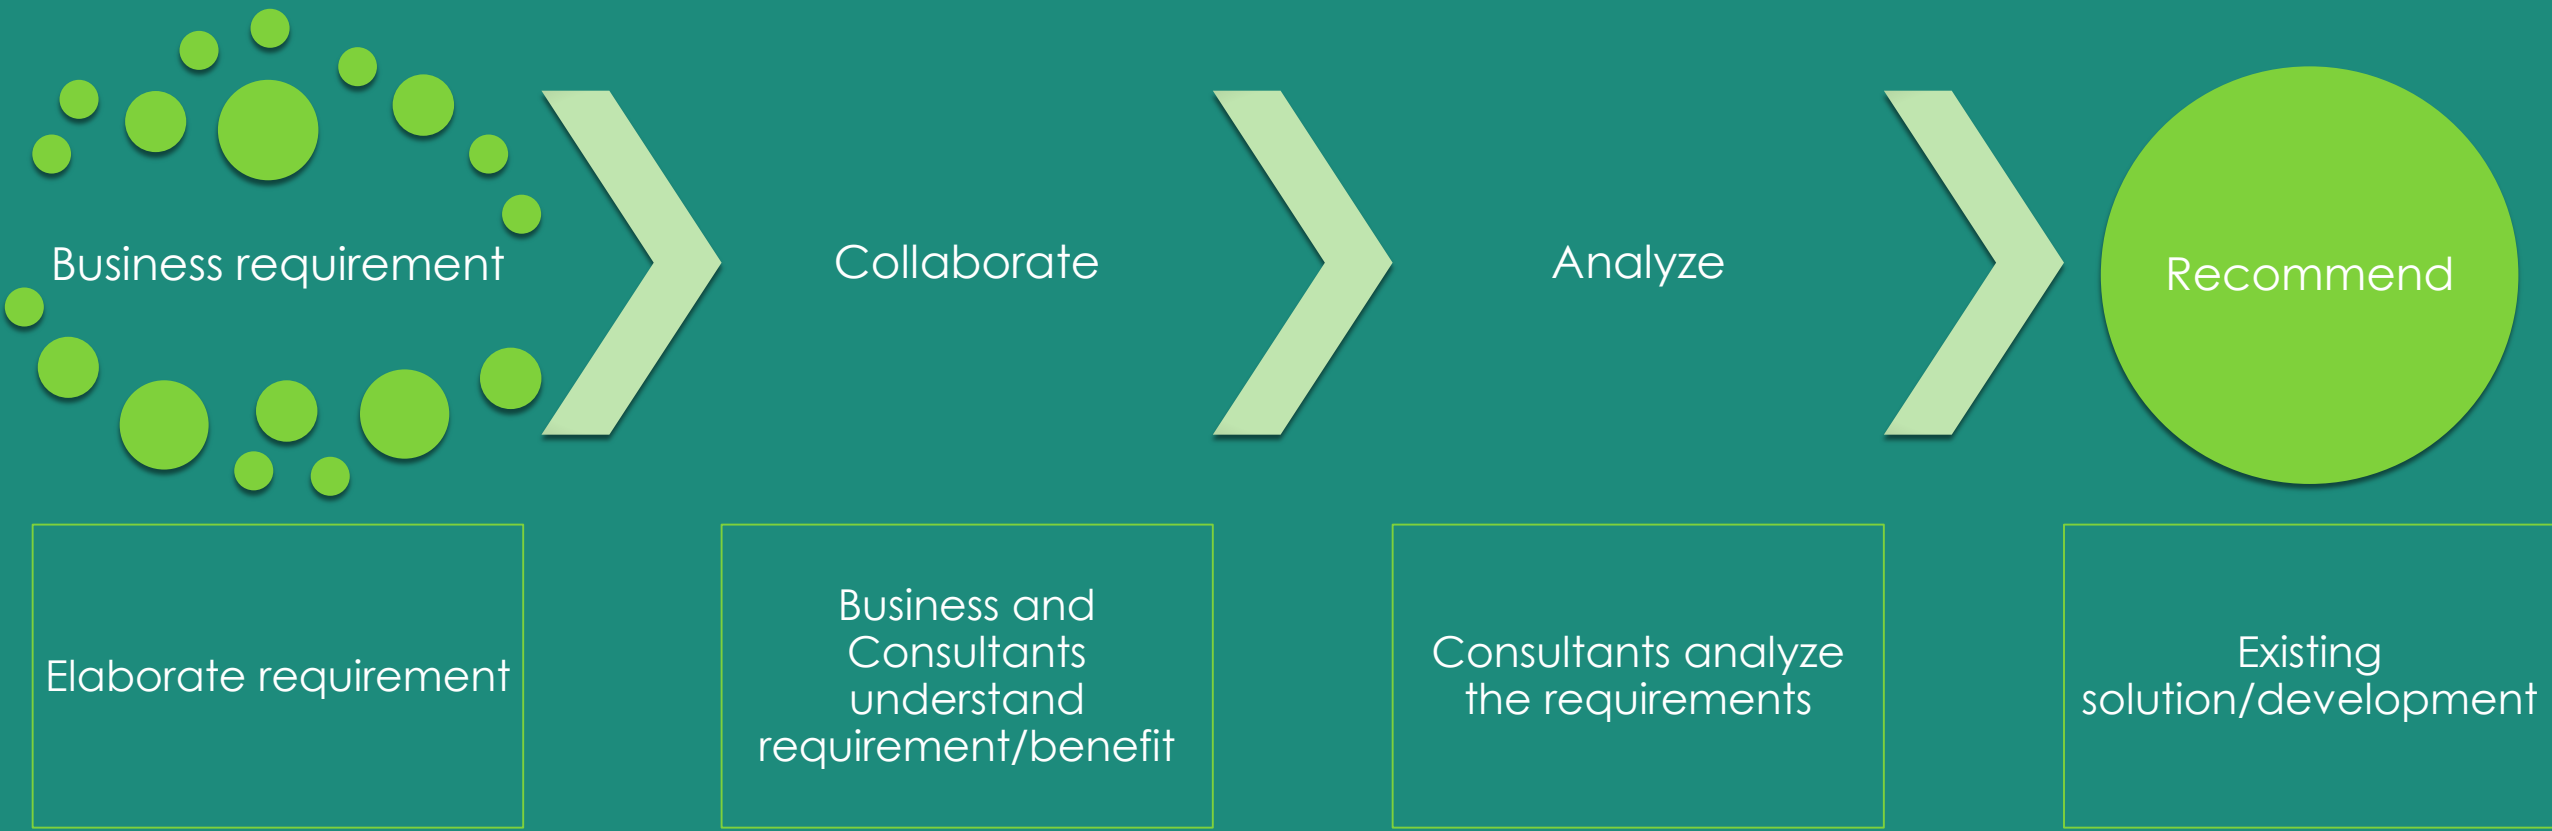 Business requirement
Collaborate
Analyze
Recommend
Elaborate requirement
Business and
Consultants
understand
requirement/benefit
Consultants analyze
the requirements
Existing
solution/development